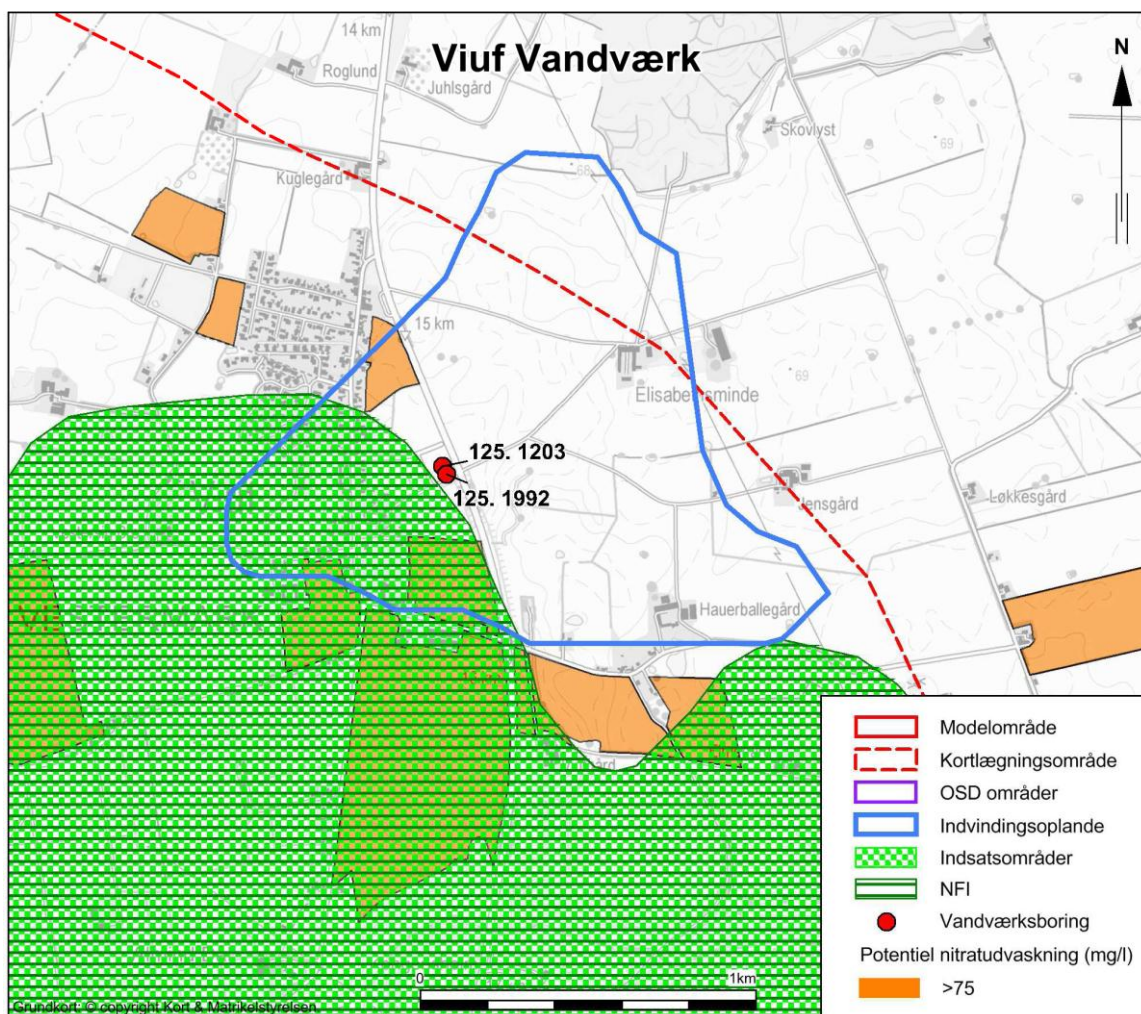 Viuf Vandværk
N
14 km
Roglund
Juhlsgård
Skovlyst
69
68
Kuglegård
15 km
Elisabethsminde
69
125. 1203
125. 1992
Jensgård
Løkkesgård
Hauerballegård
Modelområde
Kortlægningsområde
OSD områder
Indvindingsoplande
Indsatsområder
NFI
Vandværksboring
Potentiel nitratudvaskning (mg/l)
>75
0
1km
Grundkort: © copyright Kort & Matrikelstyrelsen